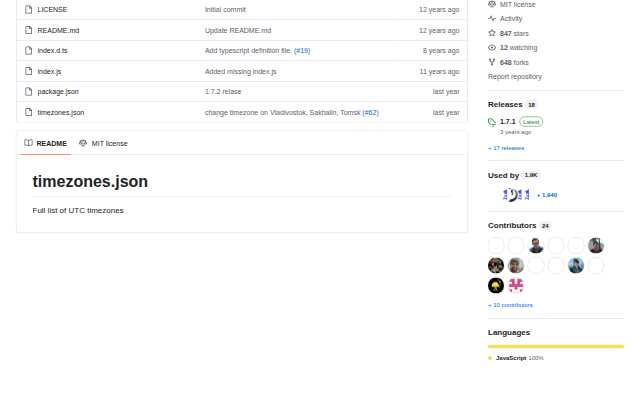 LICENSE Initial commit 12 years ago
README.md Update README.md 12 years ago
index.d.ts Add typescript definition file. (#19) 8 years ago
index.js Added missing index.js 11 years ago
package.json 1.7.2 relase last year
timezones.json change timezone on Vladivostok, Sakhalin, Tomsk (#62) last year
README MIT license
timezones.json
Full list of UTC timezones
MIT license
Activity
847 stars
12 watching
648 forks
Report repository
Releases 18
1.7.1 Latest
3 years ago
+ 17 releases
Used by 1.9K
+ 1,940
Contributors 24
+ 10 contributors
Languages
JavaScript 100%